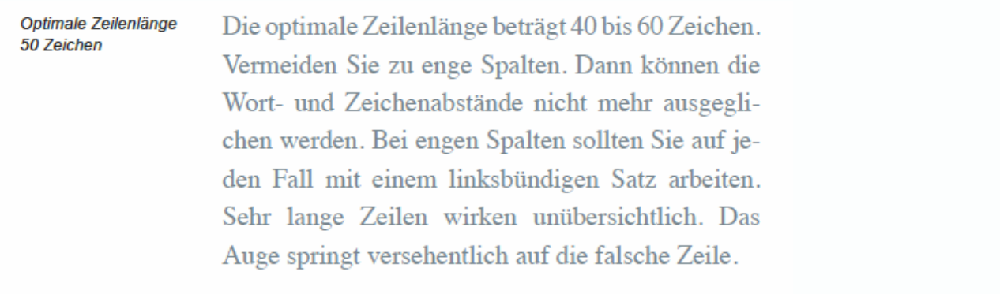 Optimale Zeilenlänge
50 Zeichen
Die optimale Zeilenlänge beträgt 40 bis 60 Zeichen.
Vermeiden Sie zu enge Spalten. Dann können die
Wort- und Zeichenabstände nicht mehr ausgegli-
chen werden. Bei engen Spalten sollten Sie auf je-
den Fall mit einem linksbündigen Satz arbeiten.
Sehr lange Zeilen wirken unübersichtlich. Das
Auge springt versehentlich auf die falsche Zeile.